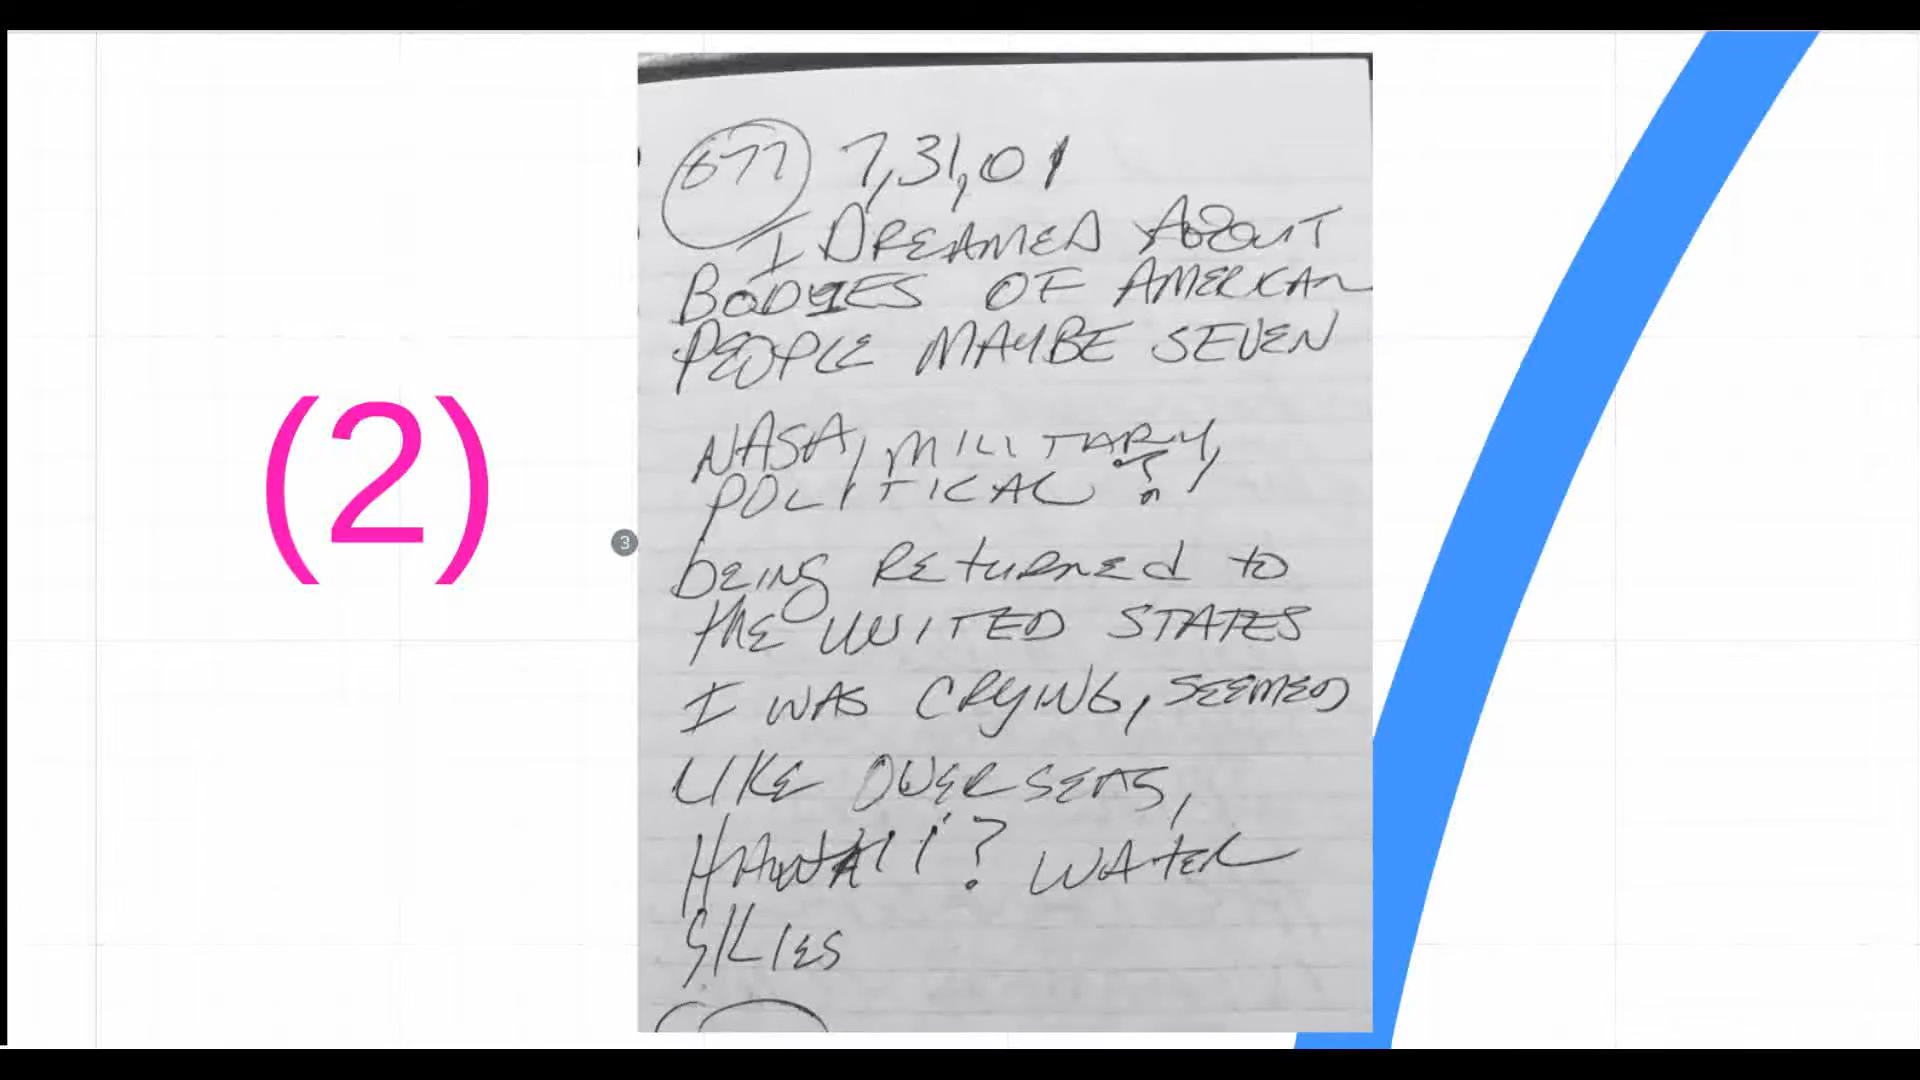 (2)
3
677 7,31,01
I DREAMED ABOUT
BODIES OF AMERICAN
PEOPLE MAYBE SEVEN
NASA, MILITARY,
POLITICAL ?
being RETURNED to
the UNITED STATES
I WAS CRYING, SEEMED
LIKE OVERSEAS,
HAWAII? WATER